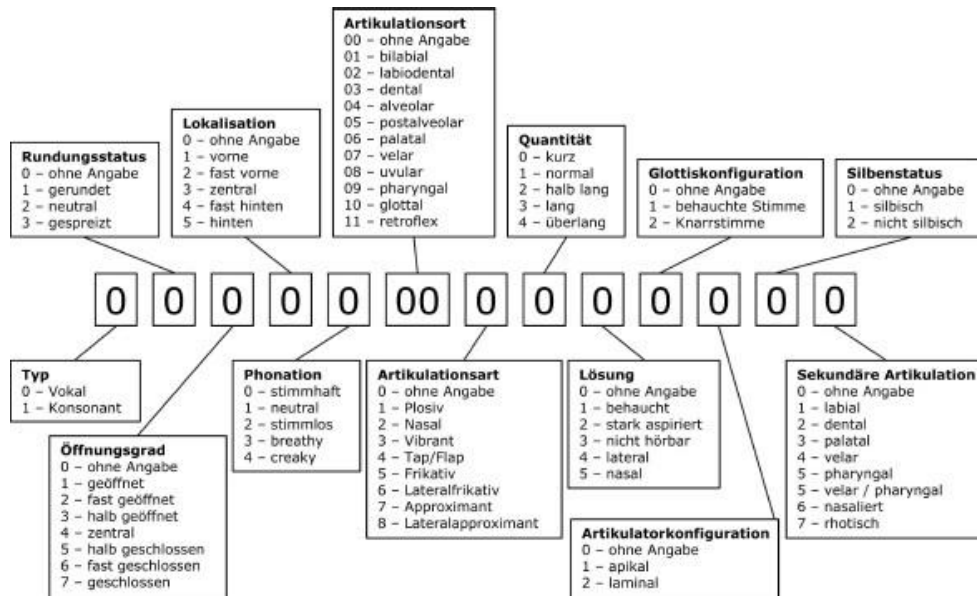 Artikulationsort
00 – ohne Angabe
01 – bilabial
02 – labiodental
03 – dental
04 – alveolar
05 – postalveolar
06 – palatal
07 – velar
08 – uvular
09 – pharyngal
10 – glottal
11 – retroflex
Lokalisation
0 – ohne Angabe
1 – vorne
2 – fast vorne
3 – zentral
4 – fast hinten
5 – hinten
Quantität
0 – kurz
1 – normal
2 – halb lang
3 – lang
4 – überlang
Rundungsstatus
0 – ohne Angabe
1 – gerundet
2 – neutral
3 – gespreizt
Glottiskonfiguration
0 – ohne Angabe
1 – behauchte Stimme
2 – Knarrstimme
Silbenstatus
0 – ohne Angabe
1 – silbisch
2 – nicht silbisch
0 0 0 0 0 00 0 0 0 0 0 0 0
Typ
0 – Vokal
1 – Konsonant
Öffnungsgrad
0 – ohne Angabe
1 – geöffnet
2 – fast geöffnet
3 – halb geöffnet
4 – zentral
5 – halb geschlossen
6 – fast geschlossen
7 – geschlossen
Phonation
0 – stimmhaft
1 – neutral
2 – stimmlos
3 – breathy
4 – creaky
Artikulationsart
0 – ohne Angabe
1 – Plosiv
2 – Nasal
3 – Vibrant
4 – Tap/Flap
5 – Frikativ
6 – Lateralfrikativ
7 – Approximant
8 – Lateralapproximant
Lösung
0 – ohne Angabe
1 – behaucht
2 – stark aspiriert
3 – nicht hörbar
4 – lateral
5 – nasal
Artikulatorkonfiguration
0 – ohne Angabe
1 – apikal
2 – laminal
Sekundäre Artikulation
0 – ohne Angabe
1 – labial
2 – dental
3 – palatal
4 – velar
5 – pharyngal
5 – velar / pharyngal
6 – nasaliert
7 – rhotisch